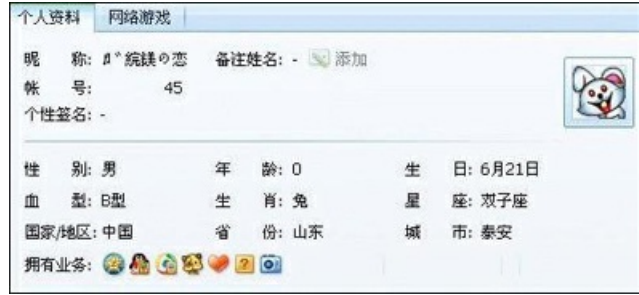 个人资料 网络游戏
昵 称: ﾛ゛綄鎂の恋 备注姓名: - 添加
帐 号: 45
个性签名: -
性 别: 男 年 龄: 0 生 日: 6月21日
血 型: B型 生 肖: 兔 星 座: 双子座
国家/地区: 中国 省 份: 山东 城 市: 泰安
拥有业务: